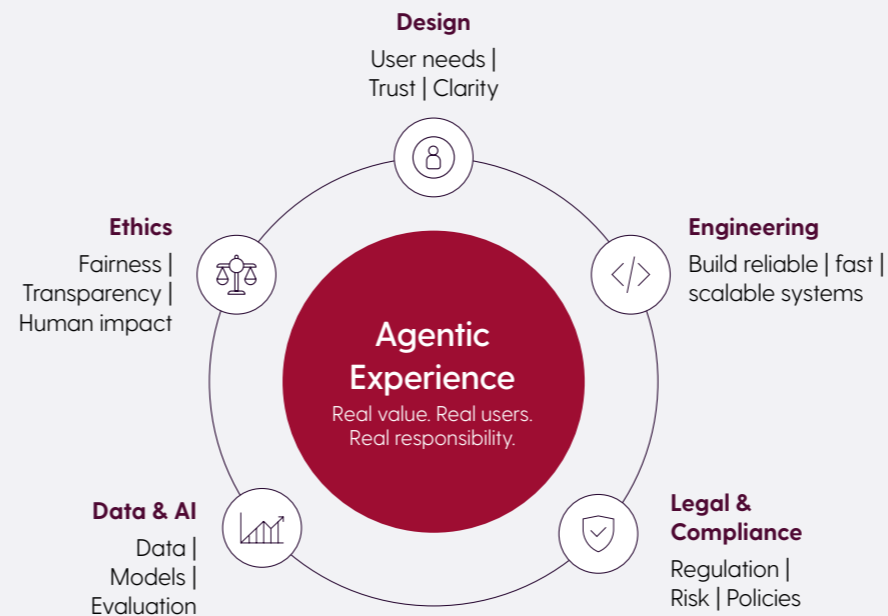 Design
User needs |
Trust | Clarity
Ethics
Fairness |
Transparency |
Human impact
Engineering
Build reliable | fast |
scalable systems
Agentic
Experience
Real value. Real users.
Real responsibility.
Data & AI
Data |
Models |
Evaluation
Legal &
Compliance
Regulation |
Risk | Policies